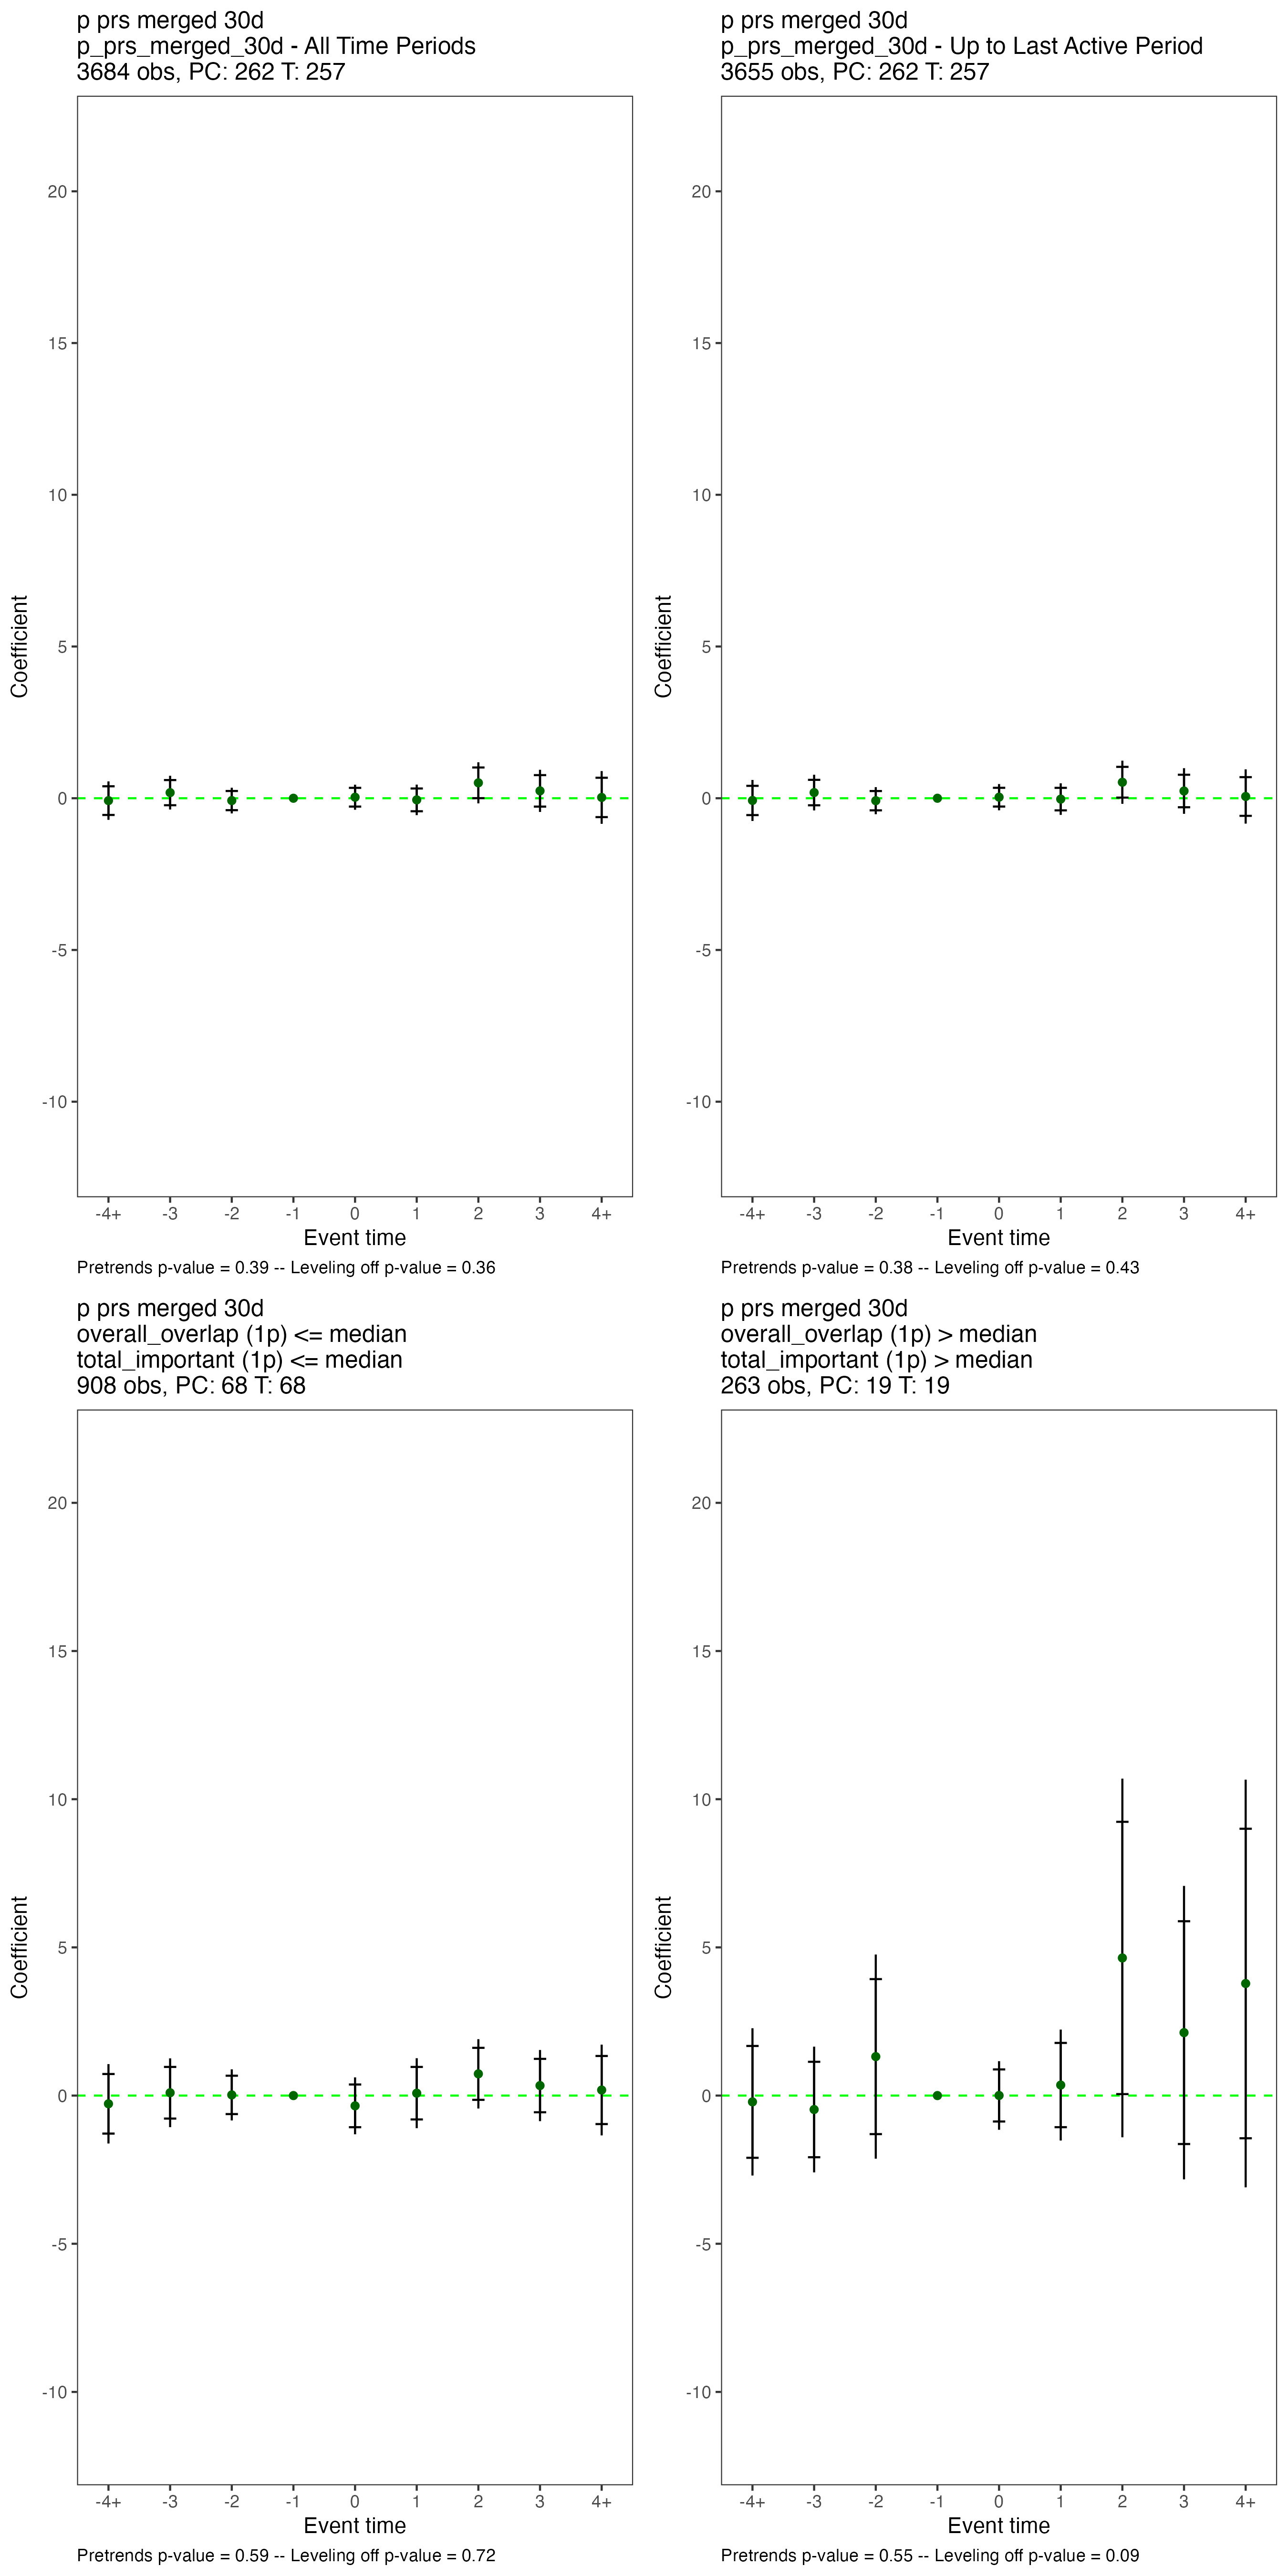 p prs merged 30d
p_prs_merged_30d - All Time Periods
3684 obs, PC: 262 T: 257
20
15
10
5
0
-5
-10
Coefficient
-4+ -3 -2 -1 0 1 2 3 4+
Event time
Pretrends p-value = 0.39 -- Leveling off p-value = 0.36
p prs merged 30d
p_prs_merged_30d - Up to Last Active Period
3655 obs, PC: 262 T: 257
20
15
10
5
0
-5
-10
Coefficient
-4+ -3 -2 -1 0 1 2 3 4+
Event time
Pretrends p-value = 0.38 -- Leveling off p-value = 0.43
p prs merged 30d
overall_overlap (1p) <= median
total_important (1p) <= median
908 obs, PC: 68 T: 68
20
15
10
5
0
-5
-10
Coefficient
-4+ -3 -2 -1 0 1 2 3 4+
Event time
Pretrends p-value = 0.59 -- Leveling off p-value = 0.72
p prs merged 30d
overall_overlap (1p) > median
total_important (1p) > median
263 obs, PC: 19 T: 19
20
15
10
5
0
-5
-10
Coefficient
-4+ -3 -2 -1 0 1 2 3 4+
Event time
Pretrends p-value = 0.55 -- Leveling off p-value = 0.09